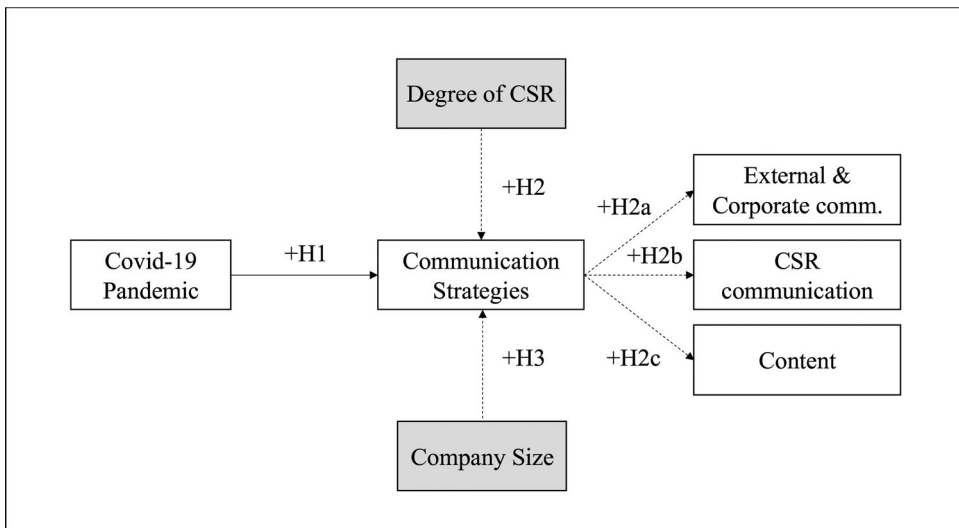 Degree of CSR
+H2
External &
Corporate comm.
+H2a
Covid-19
Pandemic
+H1
Communication
Strategies
+H2b
CSR
communication
+H3
+H2c
Content
Company Size